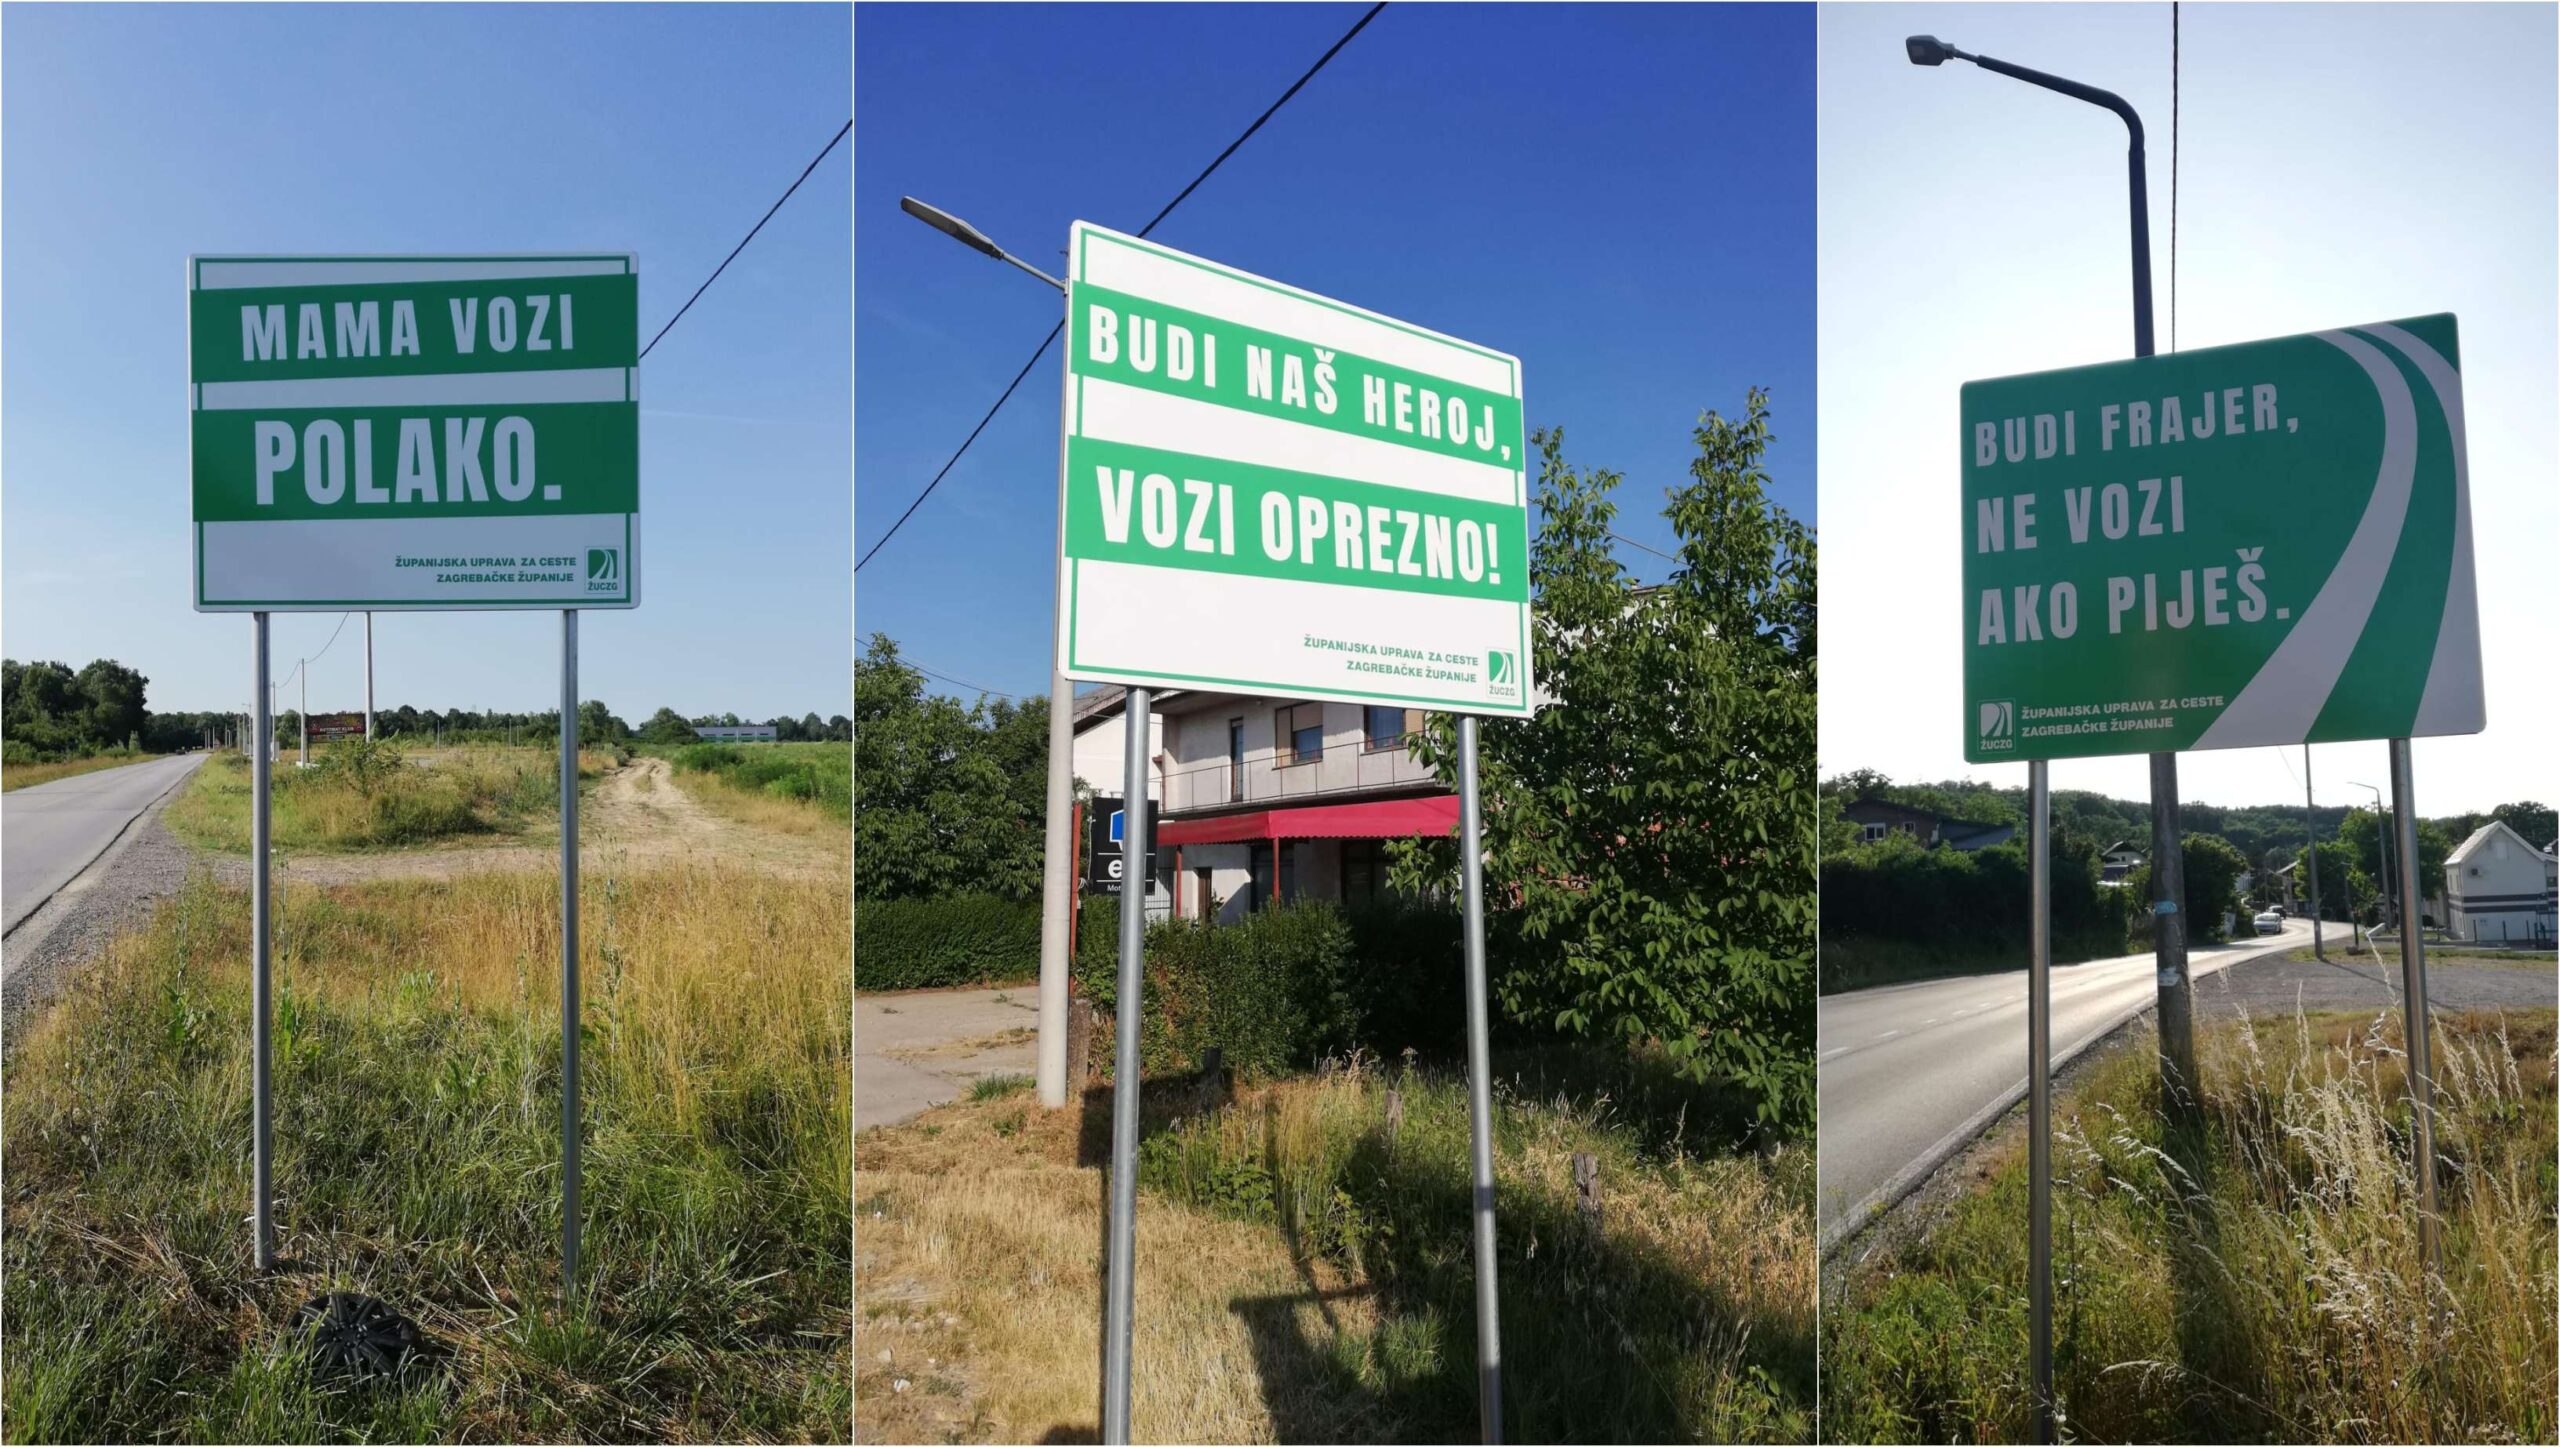 MAMA VOZI
POLAKO.
ŽUPANIJSKA UPRAVA ZA CESTE
ZAGREBAČKE ŽUPANIJE
ŽUCZG
BUDI NAŠ HEROJ,
VOZI OPREZNO!
ŽUPANIJSKA UPRAVA ZA CESTE
ZAGREBAČKE ŽUPANIJE
ŽUCZG
BUDI FRAJER,
NE VOZI
AKO PIJEŠ.
ŽUPANIJSKA UPRAVA ZA CESTE
ZAGREBAČKE ŽUPANIJE
ŽUCZG